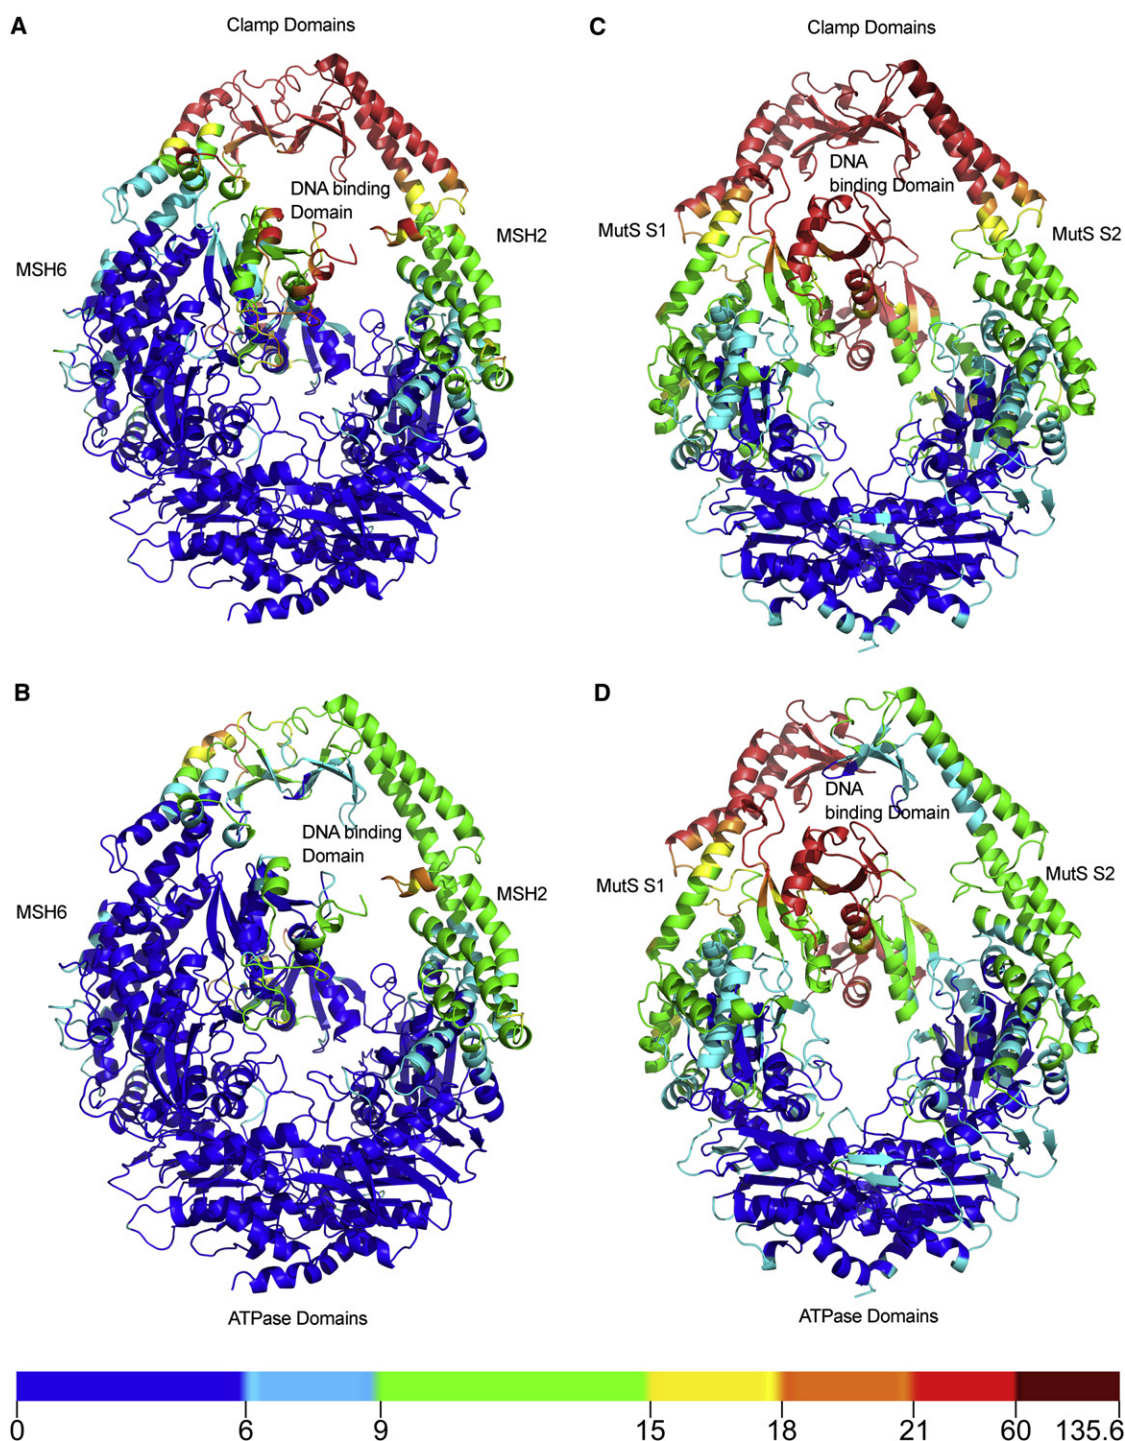 A
Clamp Domains
DNA binding
Domain
MSH6
MSH2
C
Clamp Domains
DNA
binding Domain
MutS S1
MutS S2
B
DNA binding
Domain
MSH6
MSH2
ATPase Domains
D
DNA
binding Domain
MutS S1
MutS S2
ATPase Domains
0 6 9 15 18 21 60 135.6